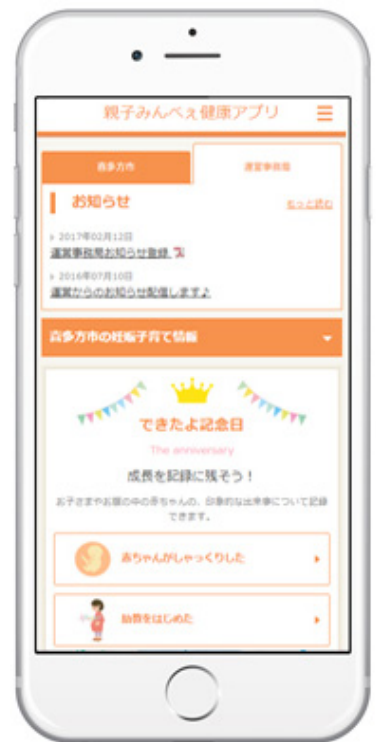 親子みんべぇ健康アプリ
喜多方市
運営事務局
お知らせ
もっと読む
2017年02月12日
運営事務局お知らせ登録
2016年07月10日
運営からのお知らせ配信します♪
喜多方市の妊娠子育て情報
できたよ記念日
The anniversary
成長を記録に残そう!
お子さまやお腹の中の赤ちゃんの、印象的な出来事について記録
できます。
赤ちゃんがしゃっくりした
胎教をはじめた